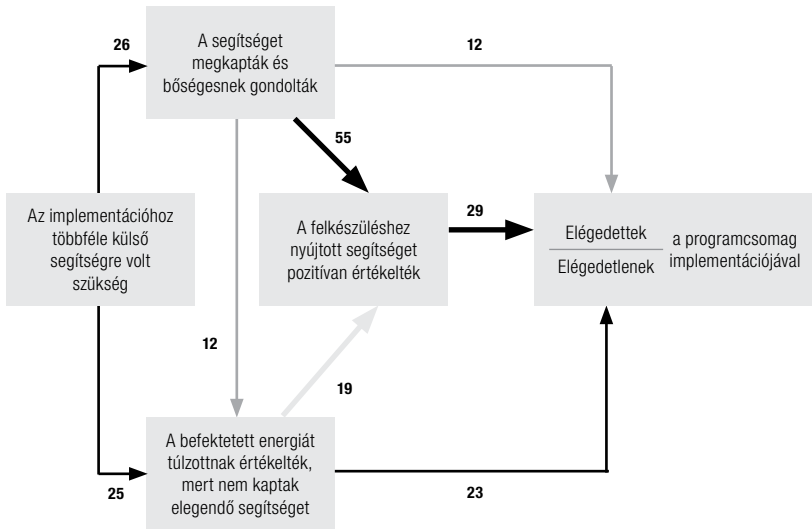 26
A segítséget
megkapták és
bőségesnek gondolták
12
55
Az implementációhoz
többféle külső
segítségre volt
szükség
A felkészüléshez
nyújtott segítséget
pozitívan értékelték
29
Elégedettek
Elégedetlenek
a programcsomag
implementációjával
12
19
A befektetett energiát
túlzottnak értékelték,
mert nem kaptak
elegendő segítséget
25
23